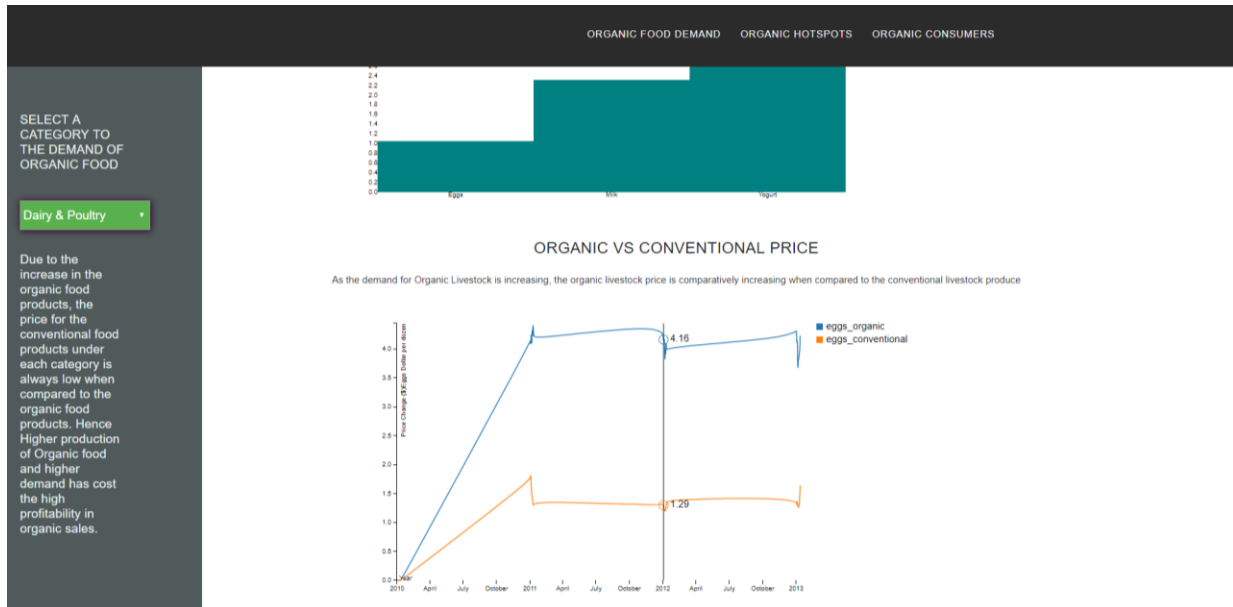 ORGANIC FOOD DEMAND ORGANIC HOTSPOTS ORGANIC CONSUMERS
SELECT A
CATEGORY TO
THE DEMAND OF
ORGANIC FOOD
Dairy & Poultry
Due to the
increase in the
organic food
products, the
price for the
conventional food
products under
each category is
always low when
compared to the
organic food
products. Hence
Higher production
of Organic food
and higher
demand has cost
the high
profitability in
organic sales.
2.4
2.2
2.0
1.8
1.6
1.4
1.2
1.0
0.8
0.6
0.4
0.2
0.0
Eggs Milk Yogurt
ORGANIC VS CONVENTIONAL PRICE
As the demand for Organic Livestock is increasing, the organic livestock price is comparatively increasing when compared to the conventional livestock produce
eggs_organic
eggs_conventional
Price Change ($)Eggs Dollar per dozen
4.16
1.29
4.0
3.5
3.0
2.5
2.0
1.5
1.0
0.5
0.0
Year
2010 April July October 2011 April July October 2012 April July October 2013